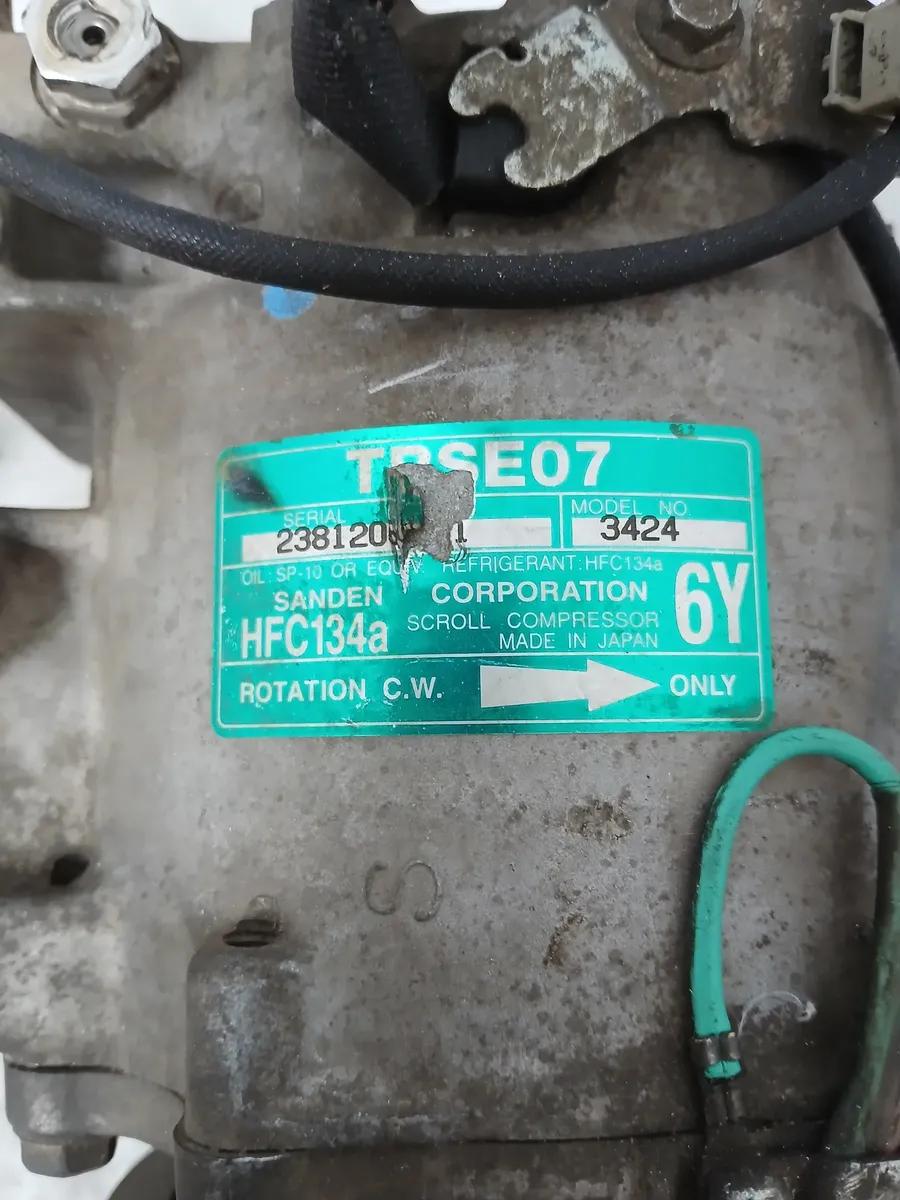 TRSE07
SERIAL
MODEL NO.
3424
OIL: SP-10 OR EQUIV. REFRIGERANT: HFC134a
SANDEN CORPORATION
HFC134a
SCROLL COMPRESSOR
MADE IN JAPAN
6Y
ROTATION C.W. ONLY
S